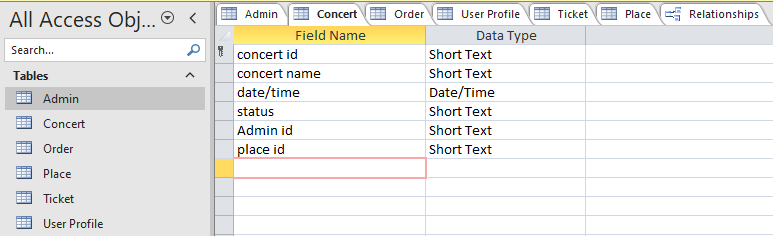 All Access Obj...
Search...
Tables
Admin
Concert
Order
Place
Ticket
User Profile
Admin Concert Order User Profile Ticket Place Relationships
Field Name Data Type
concert id Short Text
concert name Short Text
date/time Date/Time
status Short Text
Admin id Short Text
place id Short Text